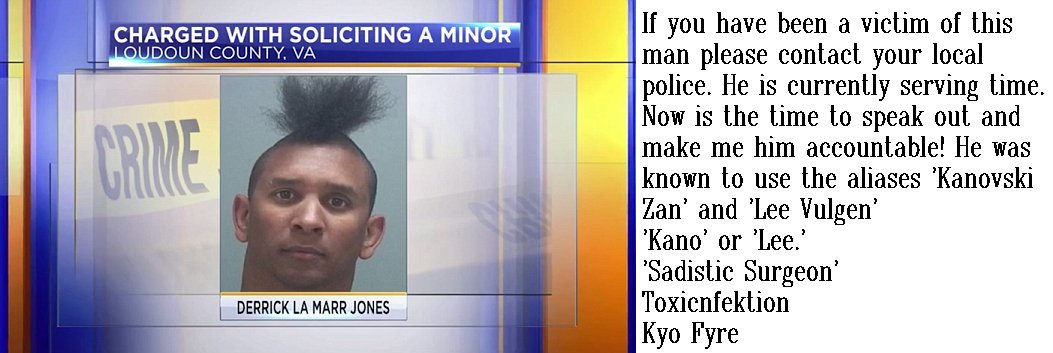 CHARGED WITH SOLICITING A MINOR
LOUDOUN COUNTY, VA
CRIME
DERRICK LA MARR JONES
If you have been a victim of this
man please contact your local
police. He is currently serving time.
Now is the time to speak out and
make me him accountable! He was
known to use the aliases 'Kanovski
Zan' and 'Lee Vulgen'
'Kano' or 'Lee.'
'Sadistic Surgeon'
Toxicnfektion
Kyo Fyre